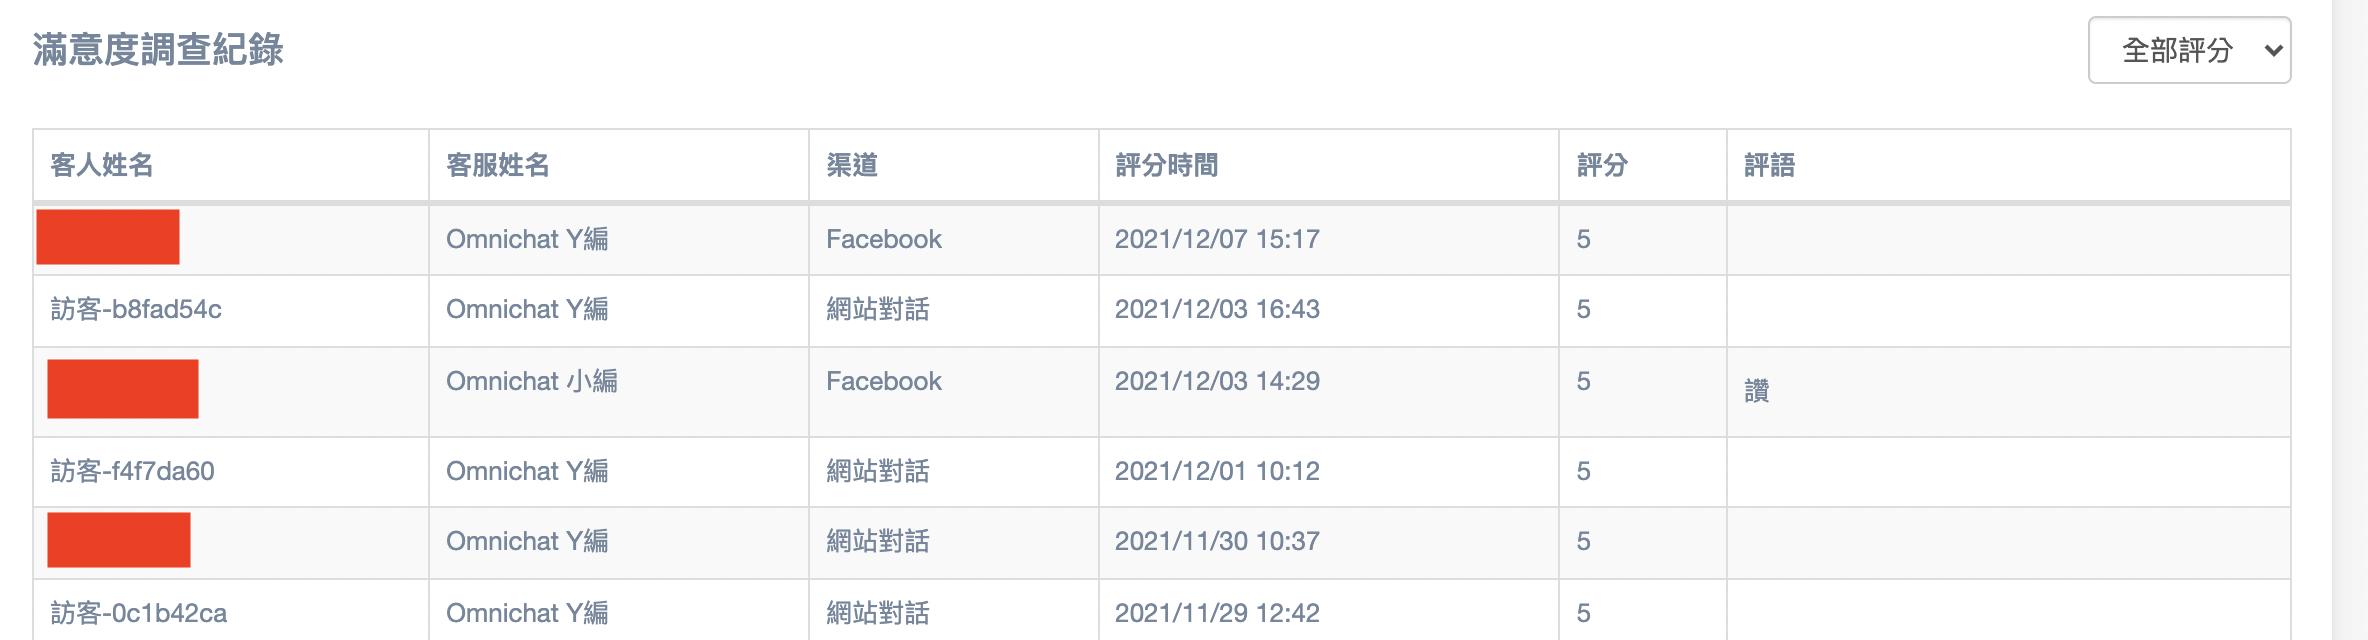 滿意度調查紀錄
全部評分
客人姓名 客服姓名 渠道 評分時間 評分 評語
Omnichat Y編 Facebook 2021/12/07 15:17 5
訪客-b8fad54c Omnichat Y編 網站對話 2021/12/03 16:43 5
Omnichat 小編 Facebook 2021/12/03 14:29 5 讚
訪客-f4f7da60 Omnichat Y編 網站對話 2021/12/01 10:12 5
Omnichat Y編 網站對話 2021/11/30 10:37 5
訪客-0c1b42ca Omnichat Y編 網站對話 2021/11/29 12:42 5